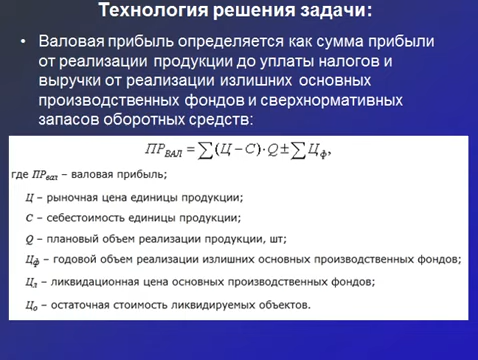 Технология решения задачи:
• Валовая прибыль определяется как сумма прибыли
от реализации продукции до уплаты налогов и
выручки от реализации излишних основных
производственных фондов и сверхнормативных
запасов оборотных средств:
ПР_ВАЛ = ∑(Ц − С)·Q ± ∑Ц_ф,
где ПР_вал – валовая прибыль;
Ц – рыночная цена единицы продукции;
С – себестоимость единицы продукции;
Q – плановый объем реализации продукции, шт;
Ц_ф – годовой объем реализации излишних основных производственных фондов;
Ц_л – ликвидационная цена основных производственных фондов;
Ц_о – остаточная стоимость ликвидируемых объектов.